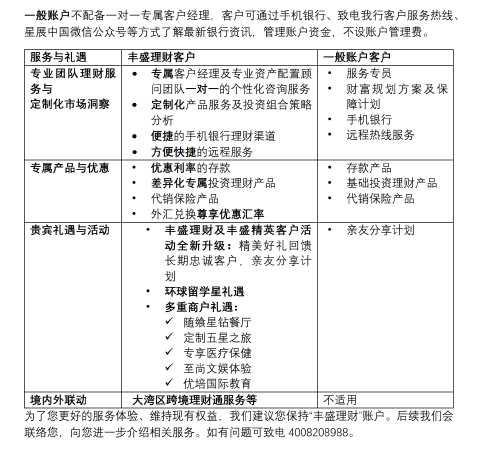 一般账户不配备一对一专属客户经理，客户可通过手机银行、致电我行客户服务热线、
星展中国微信公众号等方式了解最新银行资讯，管理账户资金，不设账户管理费。
服务与礼遇 丰盛理财客户 一般账户客户
专业团队理财服
务与
定制化市场洞察
● 专属客户经理及专业资产配置顾
问团队一对一的个性化咨询服务
● 定制化产品服务及投资组合策略
分析
● 便捷的手机银行理财渠道
● 方便快捷的远程服务
• 服务专员
• 财富规划方案及保
障计划
• 手机银行
• 远程热线服务
专属产品与优惠
• 优惠利率的存款
• 差异化专属投资理财产品
• 代销保险产品
• 外汇兑换尊享优惠汇率
• 存款产品
• 基础投资理财产品
• 代销保险产品
贵宾礼遇与活动
• 丰盛理财及丰盛精英客户活
动全新升级：精美好礼回馈
长期忠诚客户，亲友分享计
划
• 环球留学星礼遇
• 多重商户礼遇：
✓ 随飨星钻餐厅
✓ 定制五星之旅
✓ 专享医疗保健
✓ 至尚文娱体验
✓ 优培国际教育
• 亲友分享计划
境内外联动 大湾区跨境理财通服务等 不适用
为了您更好的服务体验、维持现有权益，我们建议您保持“丰盛理财”账户。后续我们会
联络您，向您进一步介绍相关服务。如有问题可致电 4008208988。